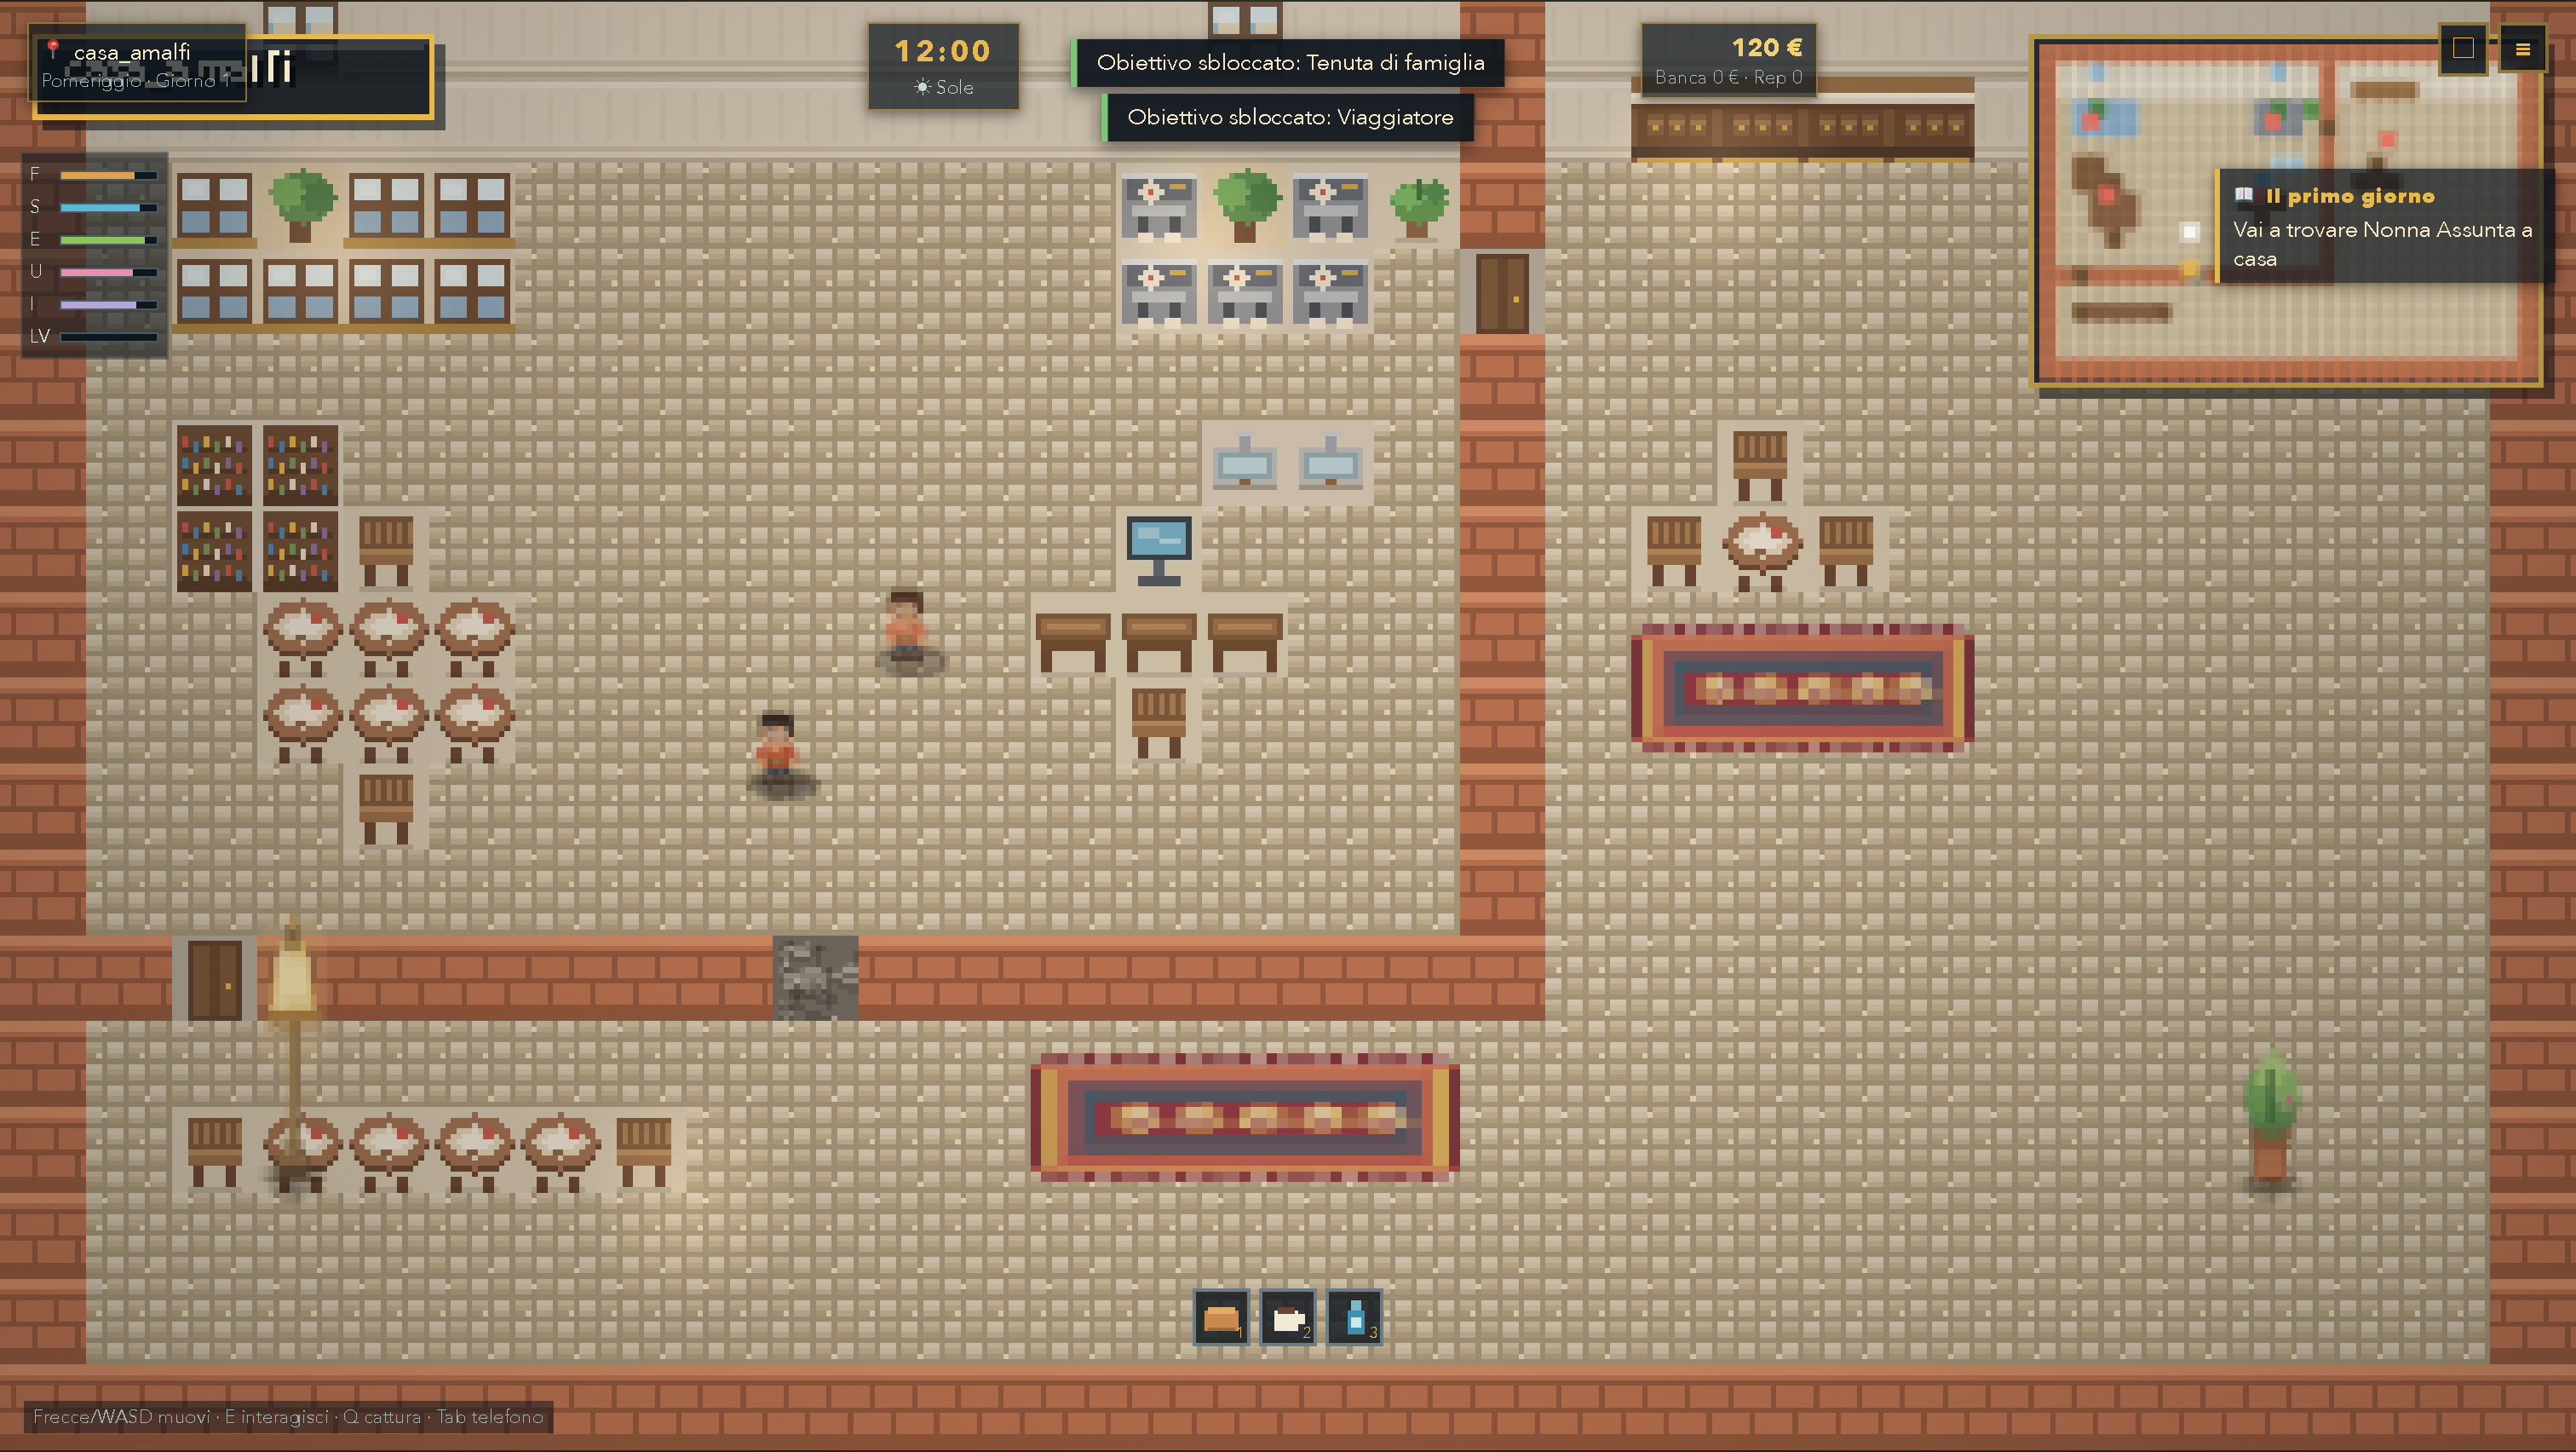 casa_amalfi
Pomeriggio · Giorno 1
lfi
12:00
Sole
Obiettivo sbloccato: Tenuta di famiglia
Obiettivo sbloccato: Viaggiatore
120 €
Banca 0 € · Rep 0
Il primo giorno
Vai a trovare Nonna Assunta a
casa
F
S
E
U
I
LV
1
2
3
Frecce/WASD muovi · E interagisci · Q cattura · Tab telefono